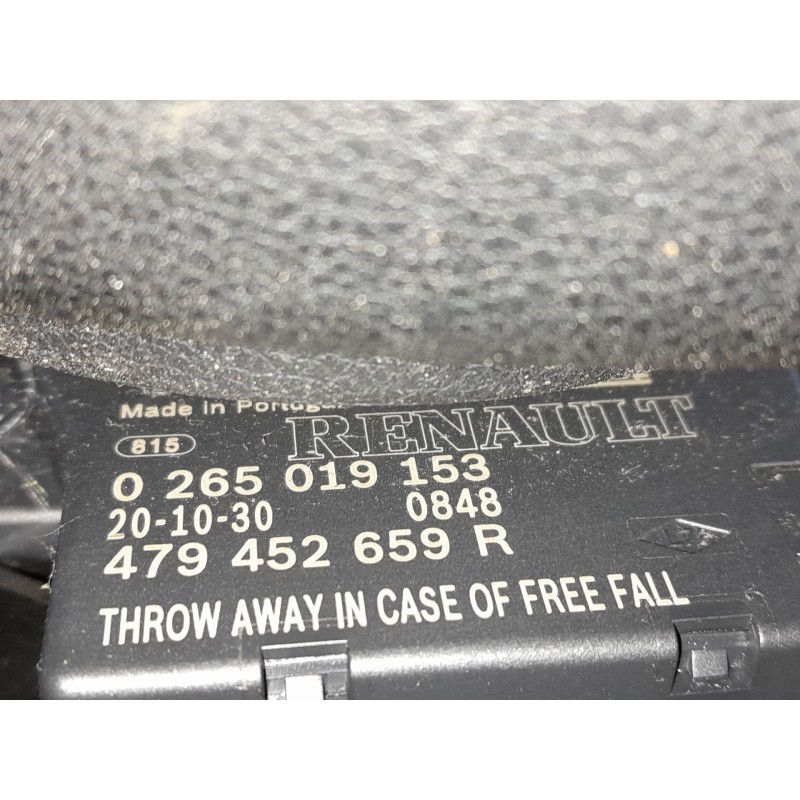 Made in Portugal
RENAULT
815
0 265 019 153
20-10-30 0848
479 452 659 R
THROW AWAY IN CASE OF FREE FALL